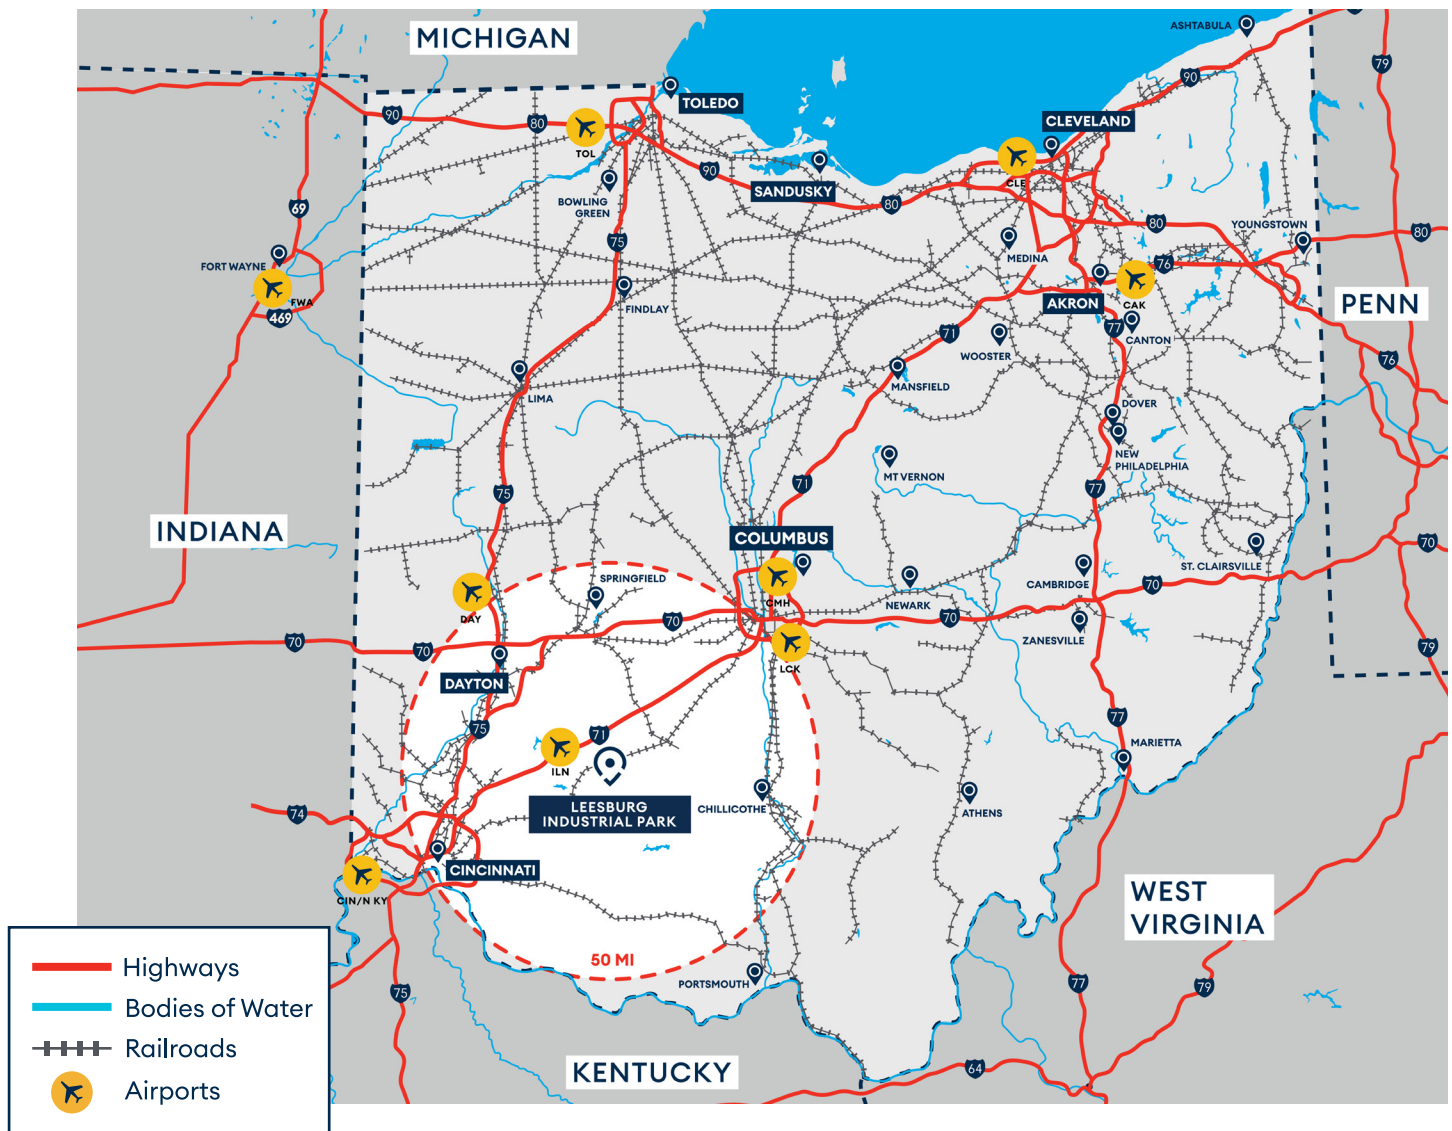 MICHIGAN
ASHTABULA
79
90
TOLEDO
90
80
TOL
CLEVELAND
CLE
90
SANDUSKY
80
BOWLING
GREEN
69
75
80
YOUNGSTOWN
80
MEDINA
76
FORT WAYNE
FWA
469
FINDLAY
AKRON
CAK
PENN
77
CANTON
71
WOOSTER
76
MANSFIELD
LIMA
DOVER
NEW
PHILADELPHIA
MT VERNON
71
77
75
INDIANA
COLUMBUS
70
ST. CLAIRSVILLE
SPRINGFIELD
CMH
CAMBRIDGE
70
NEWARK
DAY
70
70
ZANESVILLE
70
70
LCK
79
DAYTON
75
71
77
MARIETTA
ILN
LEESBURG
INDUSTRIAL PARK
CHILLICOTHE
ATHENS
74
CINCINNATI
CIN/N KY
WEST
VIRGINIA
50 MI
PORTSMOUTH
75
77
79
KENTUCKY
64
Highways
Bodies of Water
Railroads
Airports